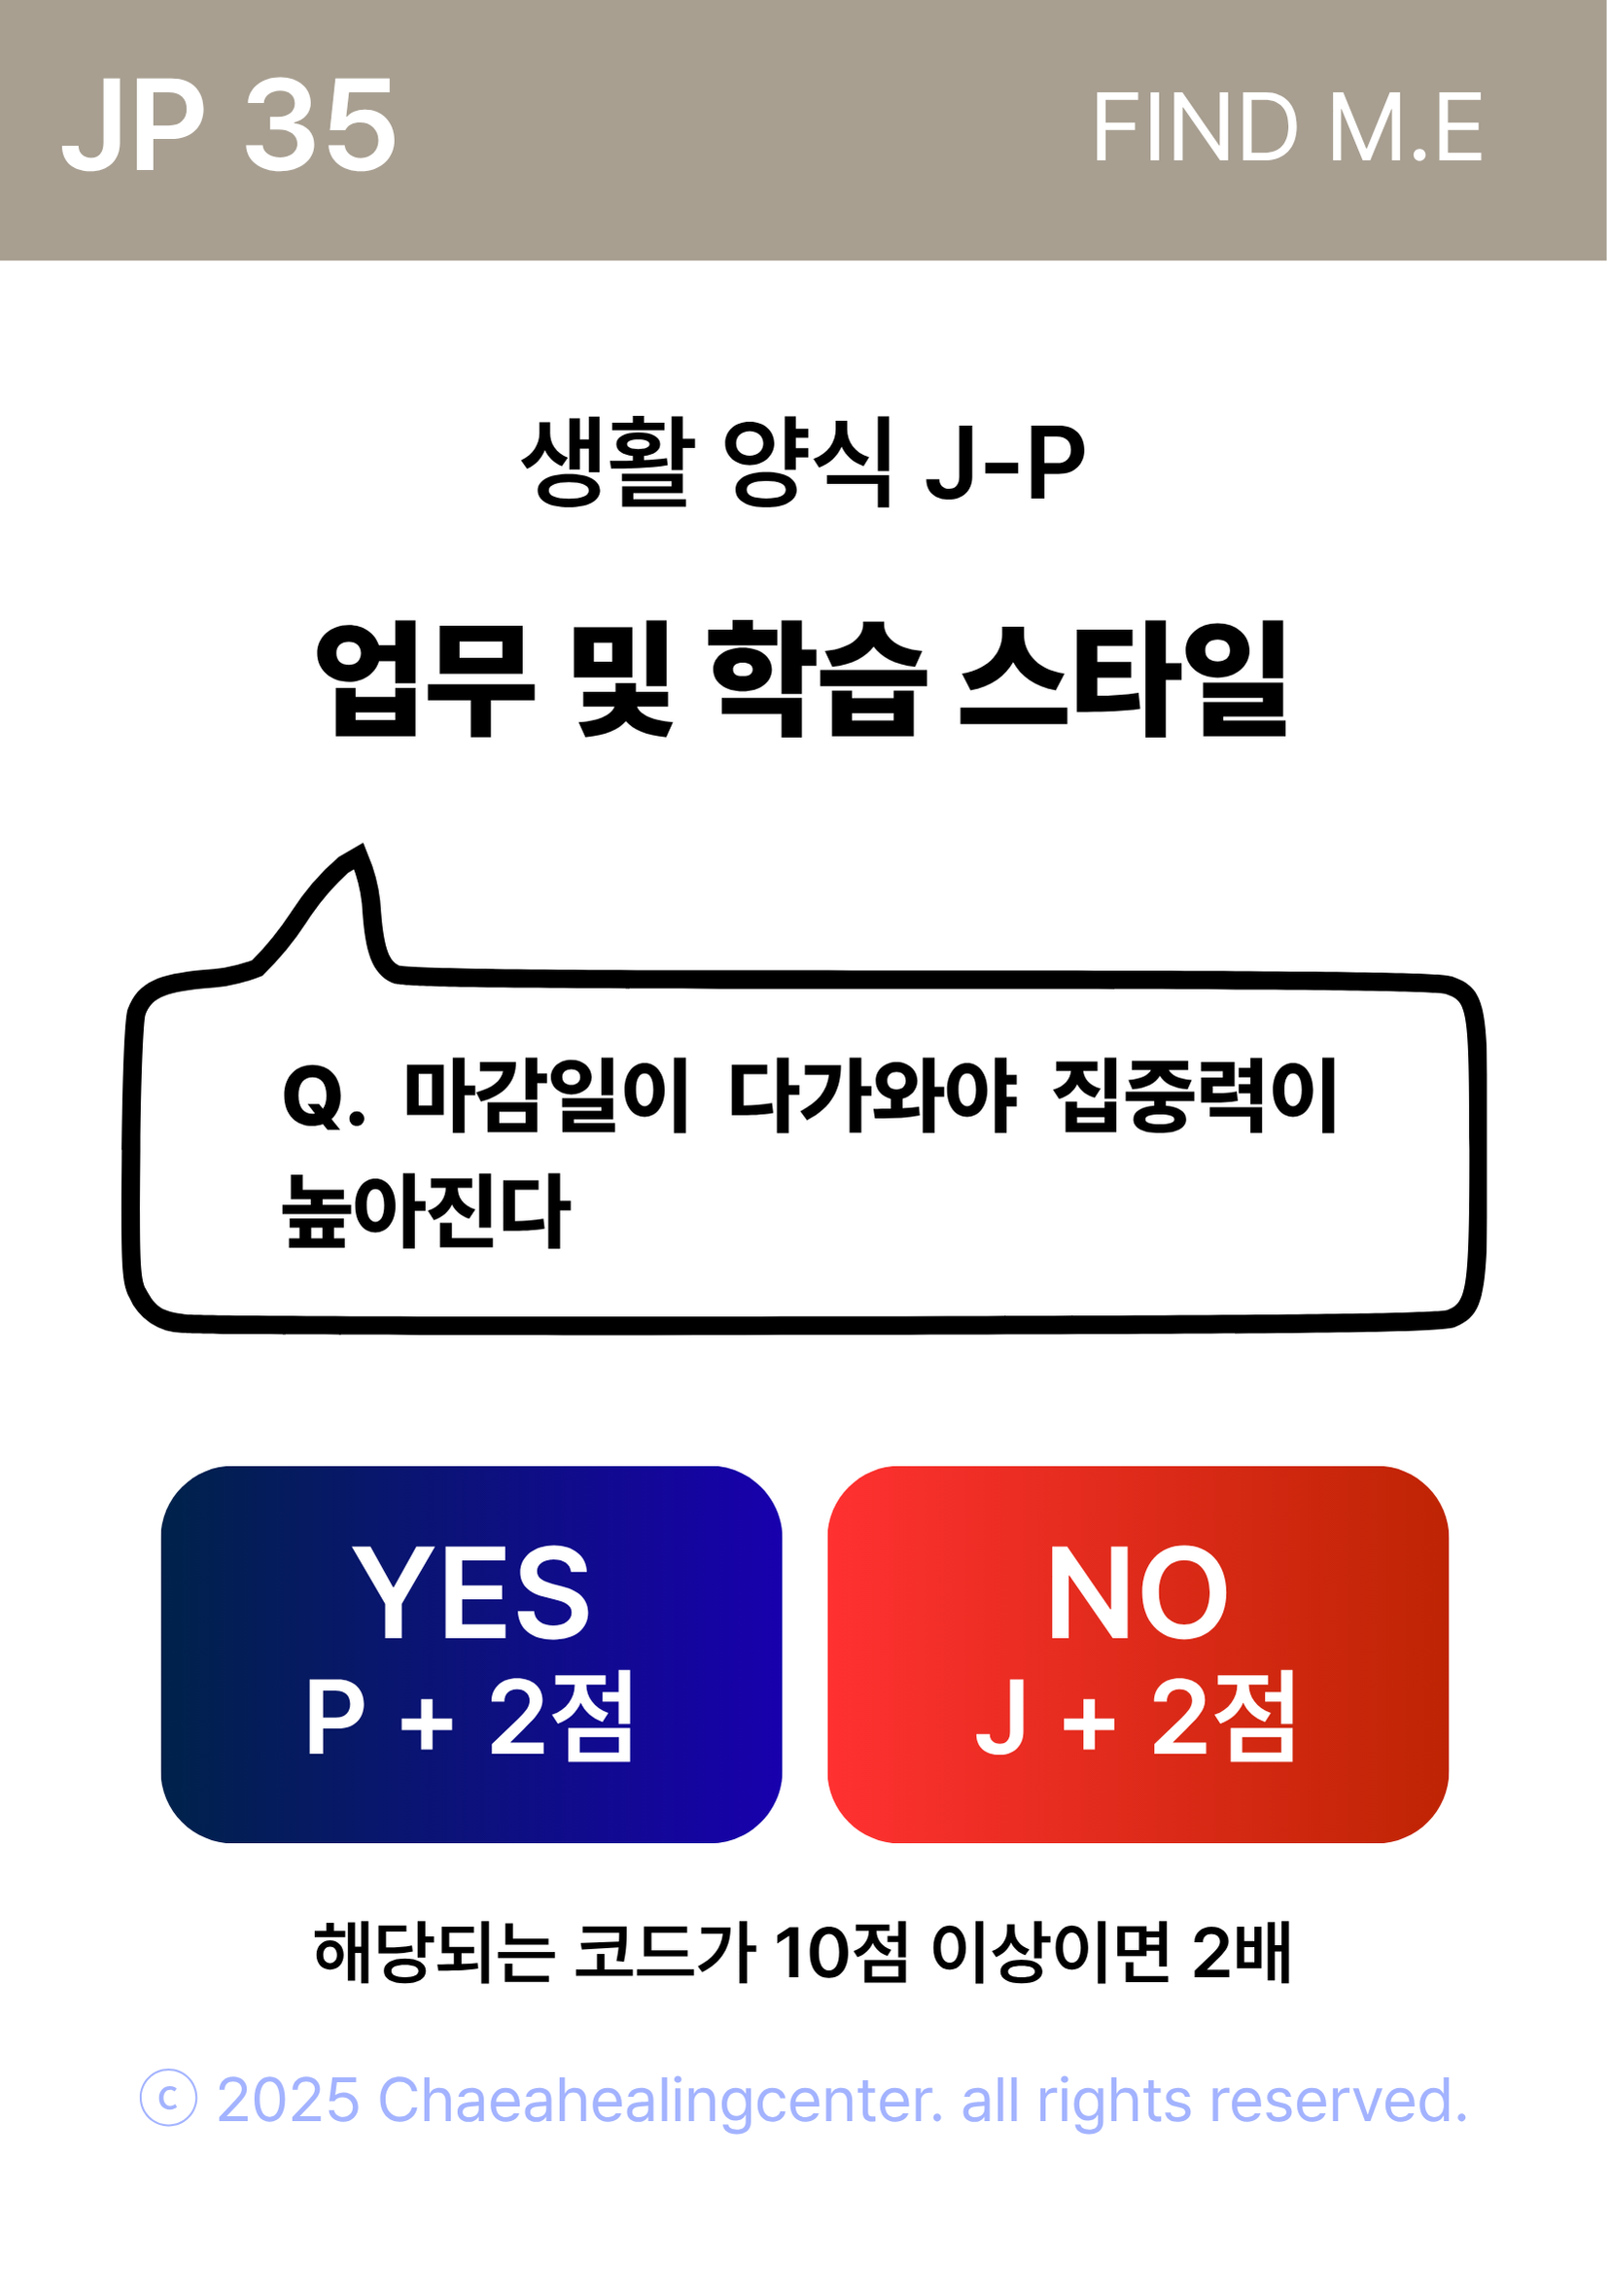 JP 35
FIND M.E
생활 양식 J-P
업무 및 학습 스타일
Q. 마감일이 다가와야 집중력이
높아진다
YES
P + 2점
NO
J + 2점
해당되는 코드가 10점 이상이면 2배
© 2025 Chaeahealingcenter. all rights reserved.